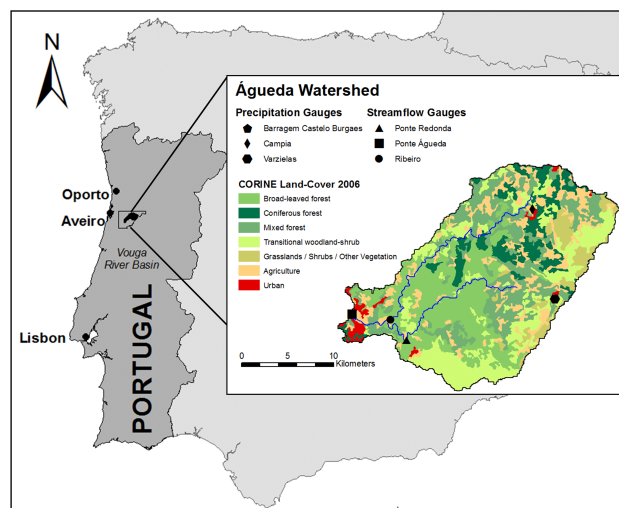 N
Oporto
Aveiro
Vouga
River Basin
Lisbon
PORTUGAL
Águeda Watershed
Precipitation Gauges
Barragem Castelo Burgaes
Campia
Varzielas
Streamflow Gauges
Ponte Redonda
Ponte Águeda
Ribeiro
CORINE Land-Cover 2006
Broad-leaved forest
Coniferous forest
Mixed forest
Transitional woodland-shrub
Grasslands / Shrubs / Other Vegetation
Agriculture
Urban
0 5 10
Kilometers